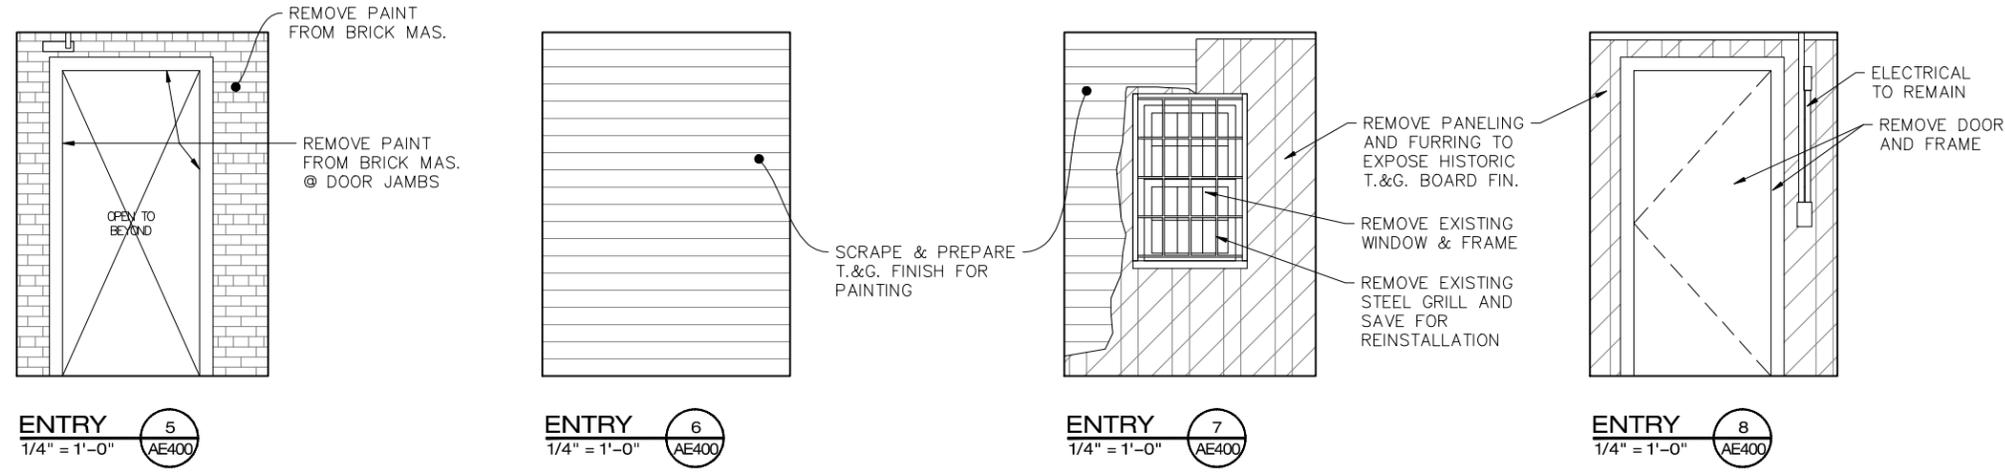 REMOVE PAINT
FROM BRICK MAS.
REMOVE PAINT
FROM BRICK MAS.
@ DOOR JAMBS
OPEN TO
BEYOND
SCRAPE & PREPARE
T.&G. FINISH FOR
PAINTING
REMOVE PANELING
AND FURRING TO
EXPOSE HISTORIC
T.&G. BOARD FIN.
REMOVE EXISTING
WINDOW & FRAME
REMOVE EXISTING
STEEL GRILL AND
SAVE FOR
REINSTALLATION
ELECTRICAL
TO REMAIN
REMOVE DOOR
AND FRAME
ENTRY
1/4" = 1'-0"
5
AE400
ENTRY
1/4" = 1'-0"
6
AE400
ENTRY
1/4" = 1'-0"
7
AE400
ENTRY
1/4" = 1'-0"
8
AE400